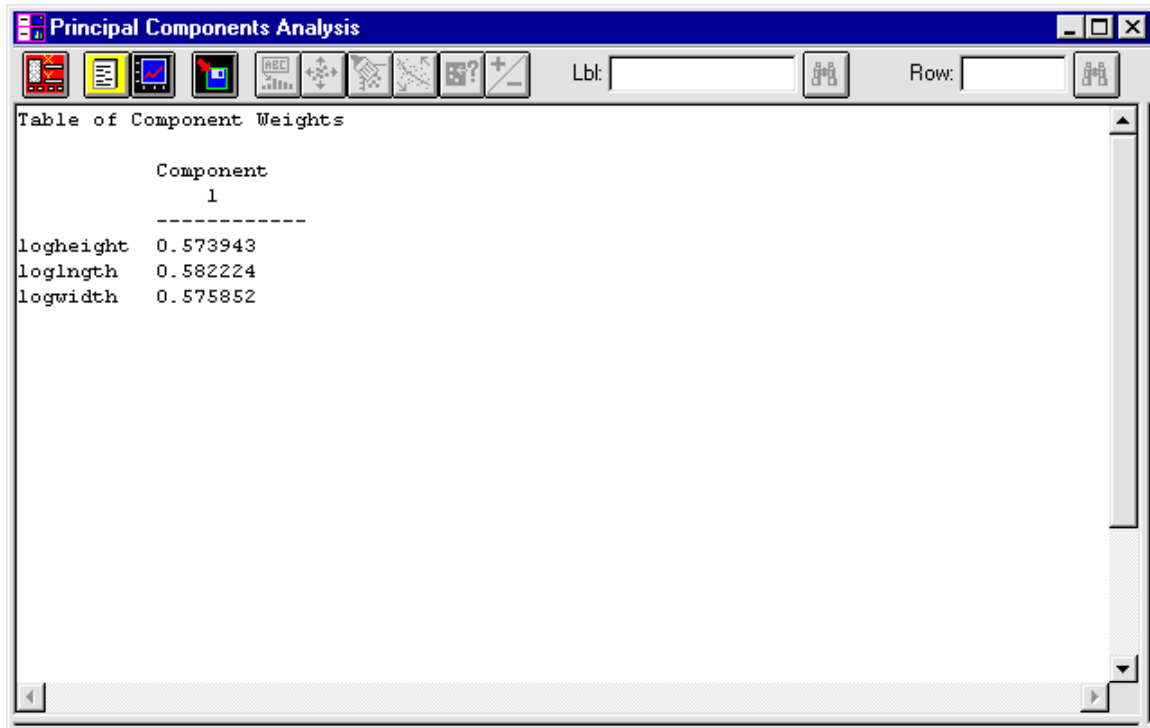 Principal Components Analysis
ABC Lbl: Row:
Table of Component Weights
Component
1
------------
logheight 0.573943
loglngth 0.582224
logwidth 0.575852